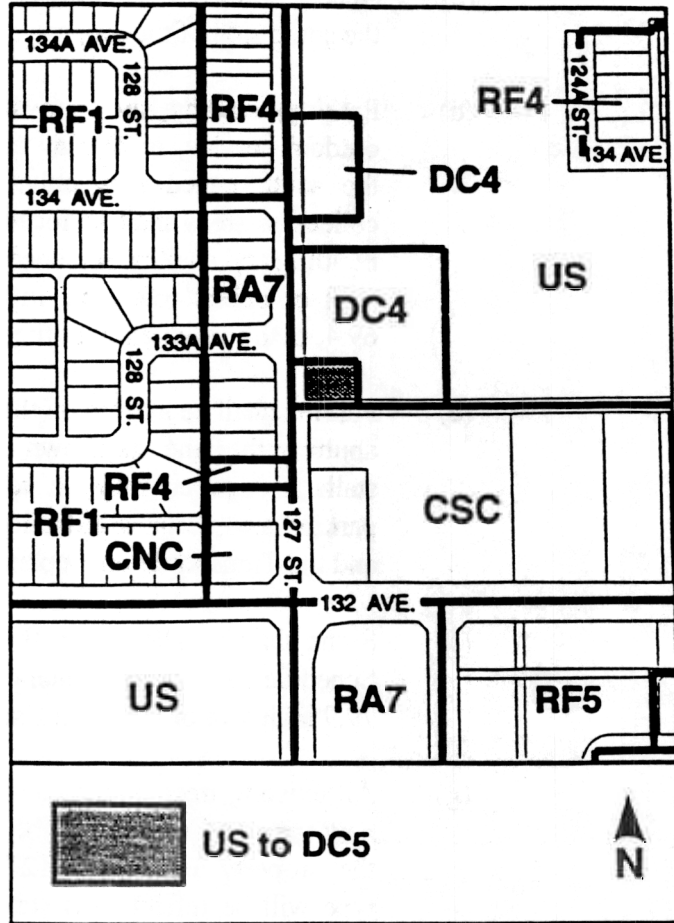 134A AVE.
128 ST.
RF1
RF4
124A ST.
RF4
134 AVE.
DC4
134 AVE.
RA7
US
DC4
133A AVE.
128 ST.
RF4
CSC
RF1
127 ST.
CNC
132 AVE.
US
RA7
RF5
US to DC5
N